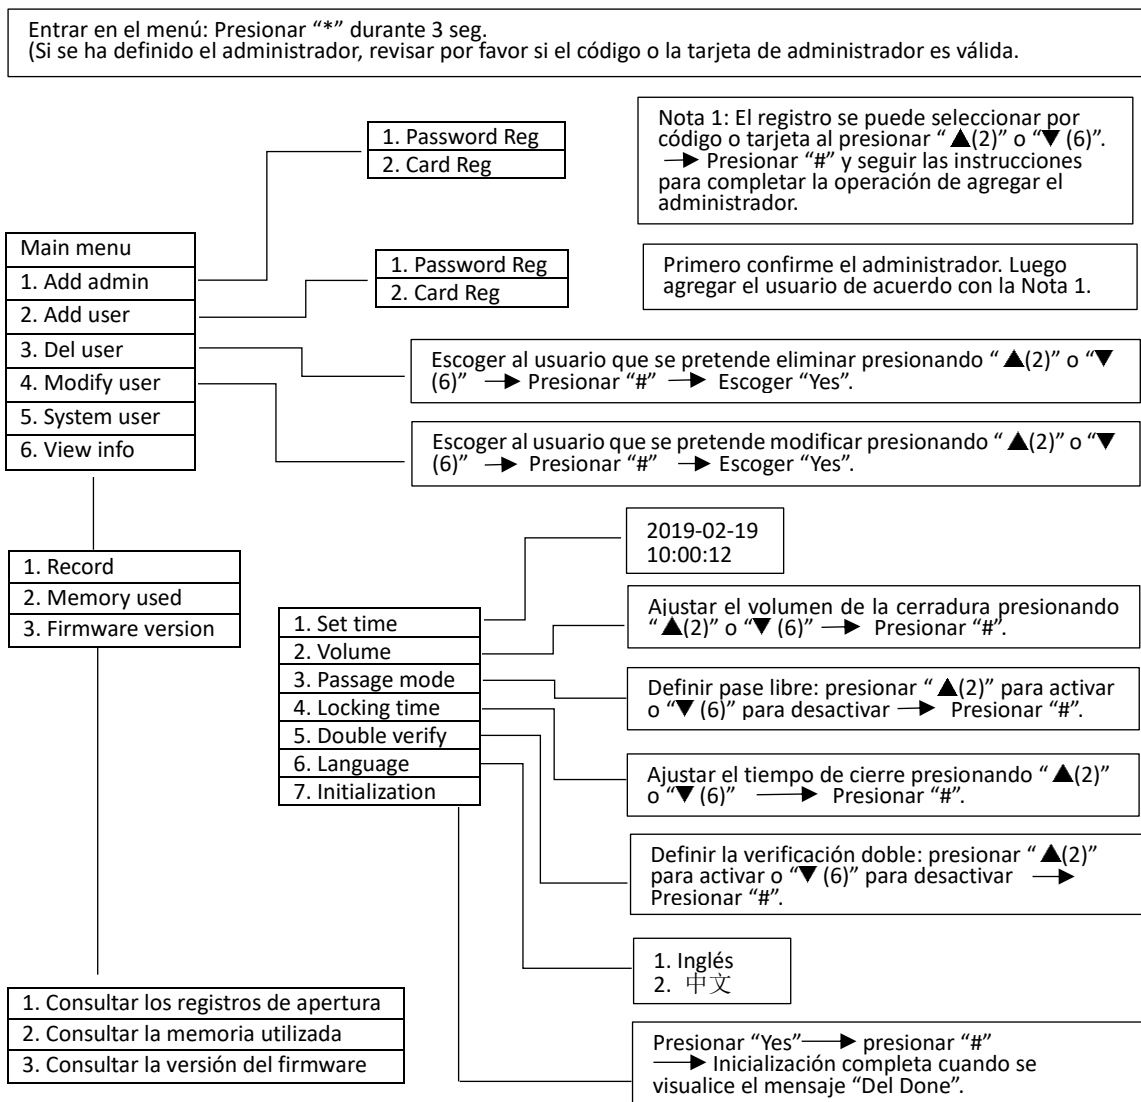 Entrar en el menú: Presionar “*” durante 3 seg.
(Si se ha definido el administrador, revisar por favor si el código o la tarjeta de administrador es válida.
1. Password Reg
2. Card Reg
Nota 1: El registro se puede seleccionar por
código o tarjeta al presionar “ ▲(2)” o “▼ (6)”.
→ Presionar “#” y seguir las instrucciones
para completar la operación de agregar el
administrador.
Main menu
1. Add admin
2. Add user
3. Del user
4. Modify user
5. System user
6. View info
1. Password Reg
2. Card Reg
Primero confirme el administrador. Luego
agregar el usuario de acuerdo con la Nota 1.
Escoger al usuario que se pretende eliminar presionando “ ▲(2)” o “▼
(6)” → Presionar “#” → Escoger “Yes”.
Escoger al usuario que se pretende modificar presionando “ ▲(2)” o “▼
(6)” → Presionar “#” → Escoger “Yes”.
1. Record
2. Memory used
3. Firmware version
2019-02-19
10:00:12
1. Set time
2. Volume
3. Passage mode
4. Locking time
5. Double verify
6. Language
7. Initialization
Ajustar el volumen de la cerradura presionando
“ ▲(2)” o “▼ (6)” → Presionar “#”.
Definir pase libre: presionar “ ▲(2)” para activar
o “▼ (6)” para desactivar → Presionar “#”.
Ajustar el tiempo de cierre presionando “ ▲(2)”
o “▼ (6)” → Presionar “#”.
Definir la verificación doble: presionar “ ▲(2)”
para activar o “▼ (6)” para desactivar →
Presionar “#”.
1. Inglés
2. 中文
1. Consultar los registros de apertura
2. Consultar la memoria utilizada
3. Consultar la versión del firmware
Presionar “Yes” → presionar “#”
→ Inicialización completa cuando se
visualice el mensaje “Del Done”.